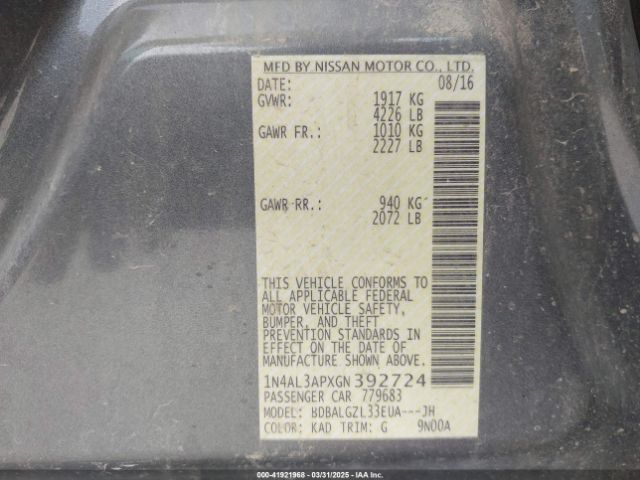 MFD BY NISSAN MOTOR CO., LTD.
DATE: 08/16
GVWR: 1917 KG
4226 LB
GAWR FR.: 1010 KG
2227 LB
GAWR RR.: 940 KG
2072 LB
THIS VEHICLE CONFORMS TO
ALL APPLICABLE FEDERAL
MOTOR VEHICLE SAFETY,
BUMPER, AND THEFT
PREVENTION STANDARDS IN
EFFECT ON THE DATE OF
MANUFACTURE SHOWN ABOVE.
1N4AL3APXGN392724
PASSENGER CAR 779683
MODEL: BDBALGZL33EUA---JH
COLOR: KAD TRIM: G 9N00A
000-41921968 - 03/31/2025 - IAAI.com